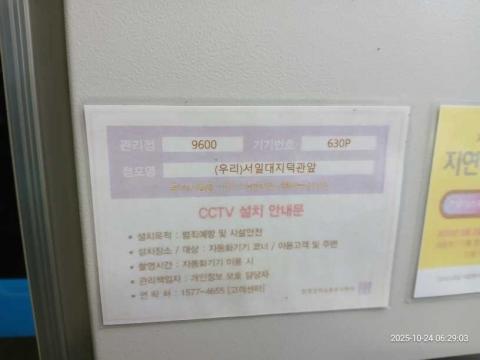 관리점 9600 기기번호 630P
점포명 (우리)서일대지덕관앞
CCTV 설치 안내문
• 설치목적 : 범죄예방 및 시설안전
• 설치장소 / 대상 : 자동화기기 코너 / 이용고객 및 주변
• 촬영시간 : 자동화기기 이용 시
• 관리책임자 : 개인정보 보호 담당자
• 연 락 처 : 1577-4655 [고객센터]
지연
2025-10-24 06:29:03